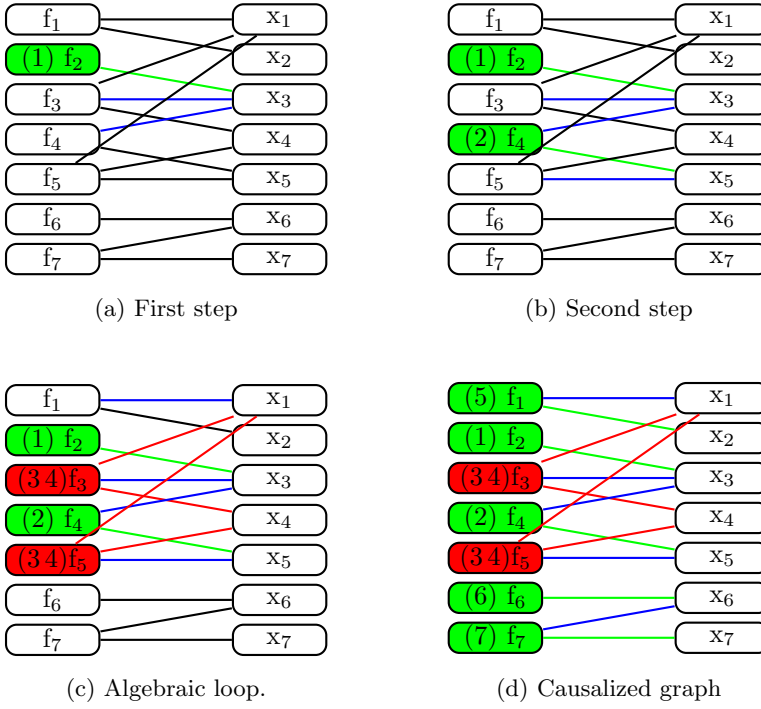 f₁ x₁ f₁ x₁
(1) f₂ x₂ (1) f₂ x₂
f₃ x₃ f₃ x₃
f₄ x₄ (2) f₄ x₄
f₅ x₅ f₅ x₅
f₆ x₆ f₆ x₆
f₇ x₇ f₇ x₇
(a) First step (b) Second step
f₁ x₁ (5) f₁ x₁
(1) f₂ x₂ (1) f₂ x₂
(3 4)f₃ x₃ (3 4)f₃ x₃
(2) f₄ x₄ (2) f₄ x₄
(3 4)f₅ x₅ (3 4)f₅ x₅
f₆ x₆ (6) f₆ x₆
f₇ x₇ (7) f₇ x₇
(c) Algebraic loop. (d) Causalized graph